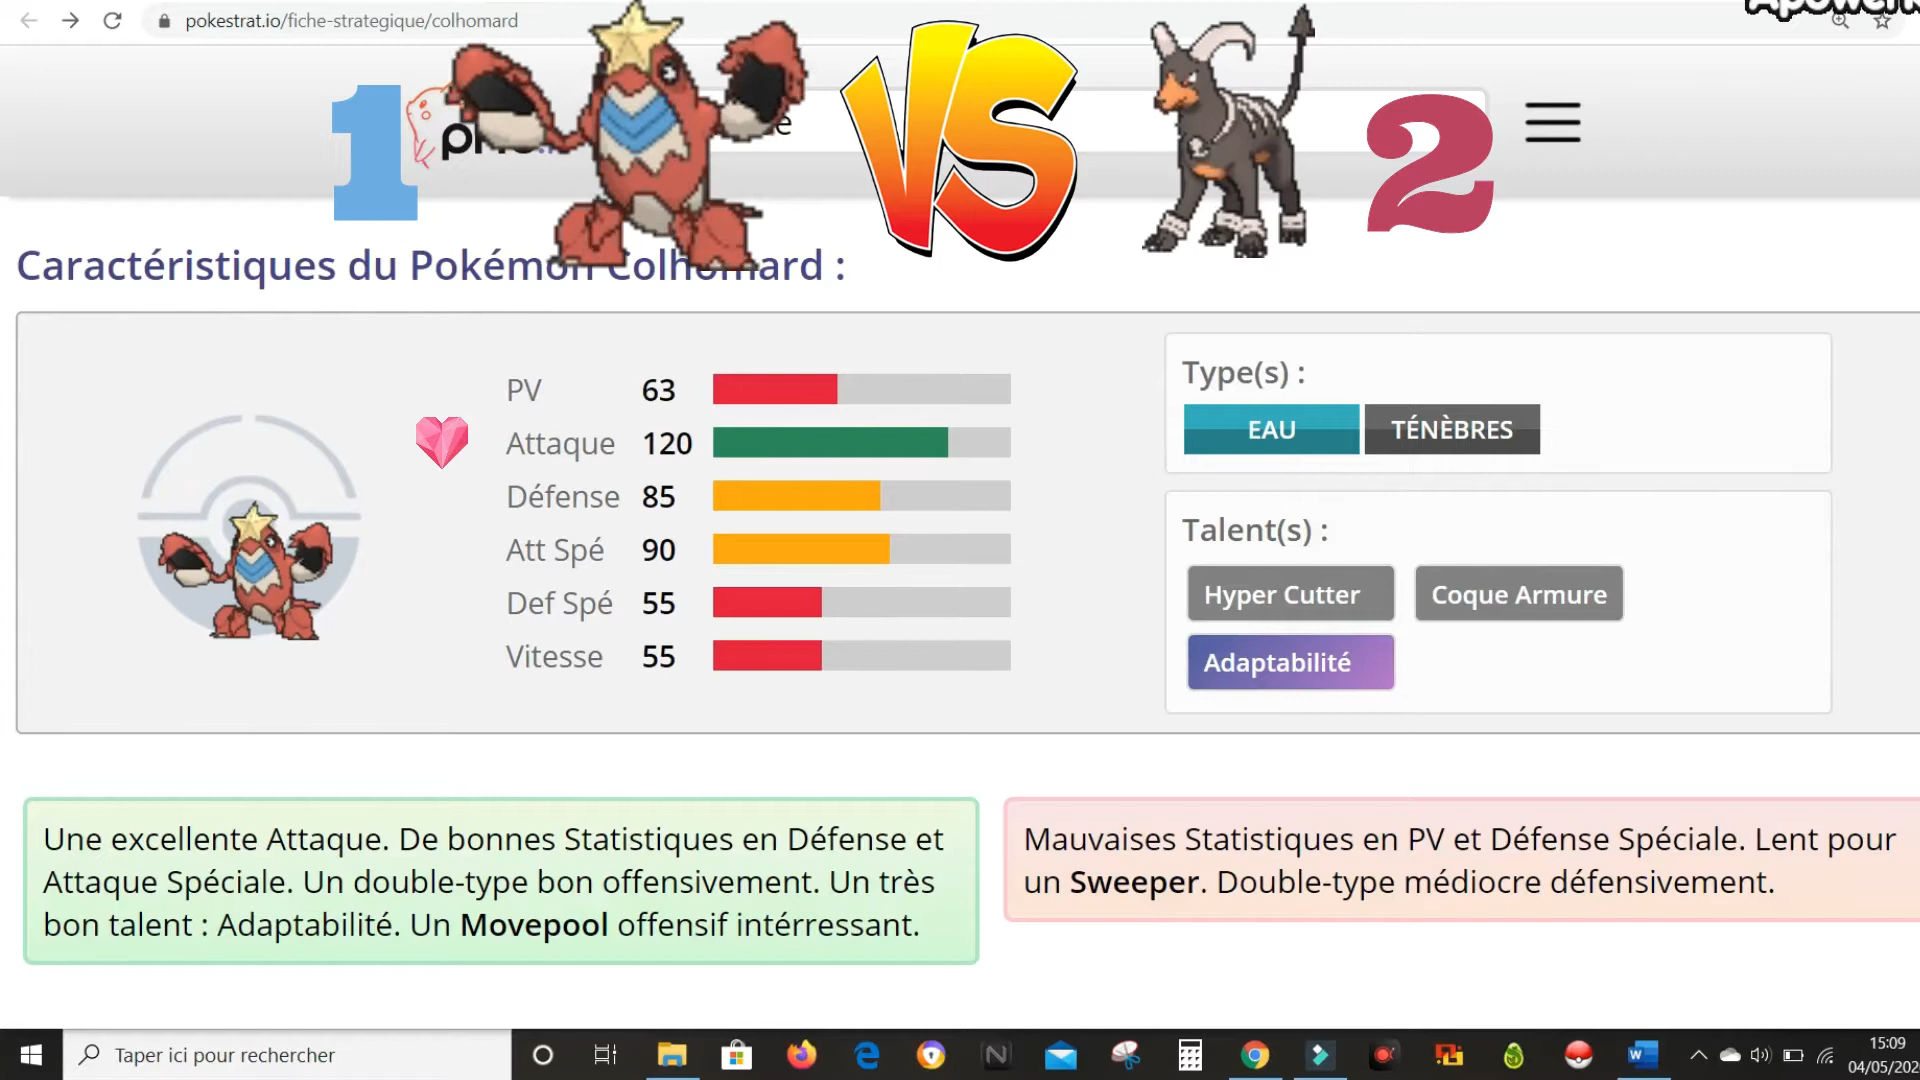 pokestrat.io/fiche-strategique/colhomard
1
VS
2
Caractéristiques du Pokémon Colhomard :
PV 63
Attaque 120
Défense 85
Att Spé 90
Def Spé 55
Vitesse 55
Type(s) :
EAU TÉNÈBRES
Talent(s) :
Hyper Cutter Coque Armure
Adaptabilité
Une excellente Attaque. De bonnes Statistiques en Défense et
Attaque Spéciale. Un double-type bon offensivement. Un très
bon talent : Adaptabilité. Un Movepool offensif intérressant.
Mauvaises Statistiques en PV et Défense Spéciale. Lent pour
un Sweeper. Double-type médiocre défensivement.
Taper ici pour rechercher
15:09
04/05/202